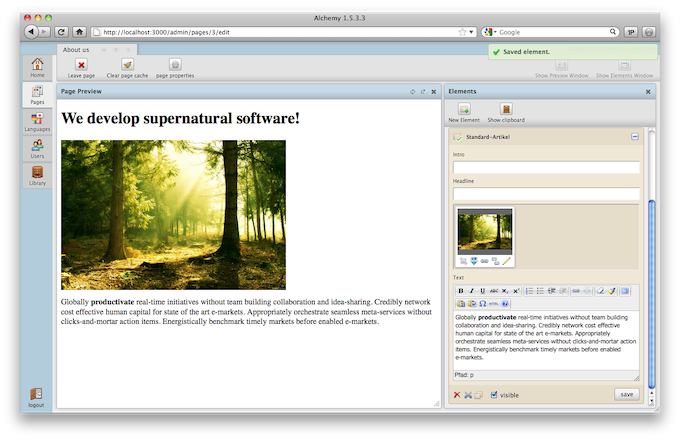 Alchemy 1.5.3.3
http://localhost:3000/admin/pages/3/edit
Google
About us
Saved element.
Leave page
Clear page cache
page properties
Show Preview Window
Show Elements Window
Home
Pages
Languages
Users
Library
logout
Page Preview
We develop supernatural software!
Globally productivate real-time initiatives without team building collaboration and idea-sharing. Credibly network
cost effective human capital for state of the art e-markets. Appropriately orchestrate seamless meta-services without
clicks-and-mortar action items. Energistically benchmark timely markets before enabled e-markets.
Elements
New Element
Show clipboard
Standard-Artikel
Intro
Headline
Text
B I U ABC X₂ X²
HTML
Globally productivate real-time initiatives without team building
collaboration and idea-sharing. Credibly network cost effective
human capital for state of the art e-markets. Appropriately
orchestrate seamless meta-services without clicks-and-mortar action
items. Energistically benchmark timely markets before enabled
e-markets.
Pfad: p
visible
save